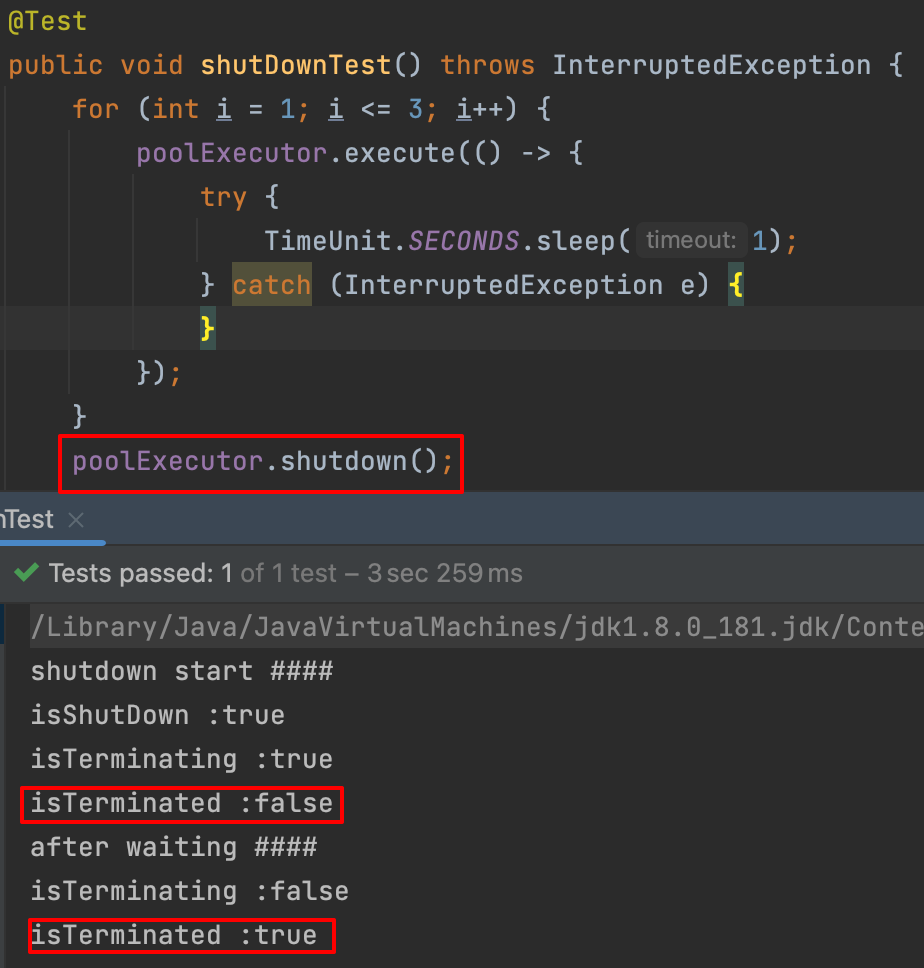 @Test
public void shutDownTest() throws InterruptedException {
for (int i = 1; i <= 3; i++) {
poolExecutor.execute(() -> {
try {
TimeUnit.SECONDS.sleep( timeout: 1);
} catch (InterruptedException e) {
}
});
}
poolExecutor.shutdown();
nTest ×
Tests passed: 1 of 1 test – 3 sec 259 ms
/Library/Java/JavaVirtualMachines/jdk1.8.0_181.jdk/Conte
shutdown start ####
isShutDown :true
isTerminating :true
isTerminated :false
after waiting ####
isTerminating :false
isTerminated :true